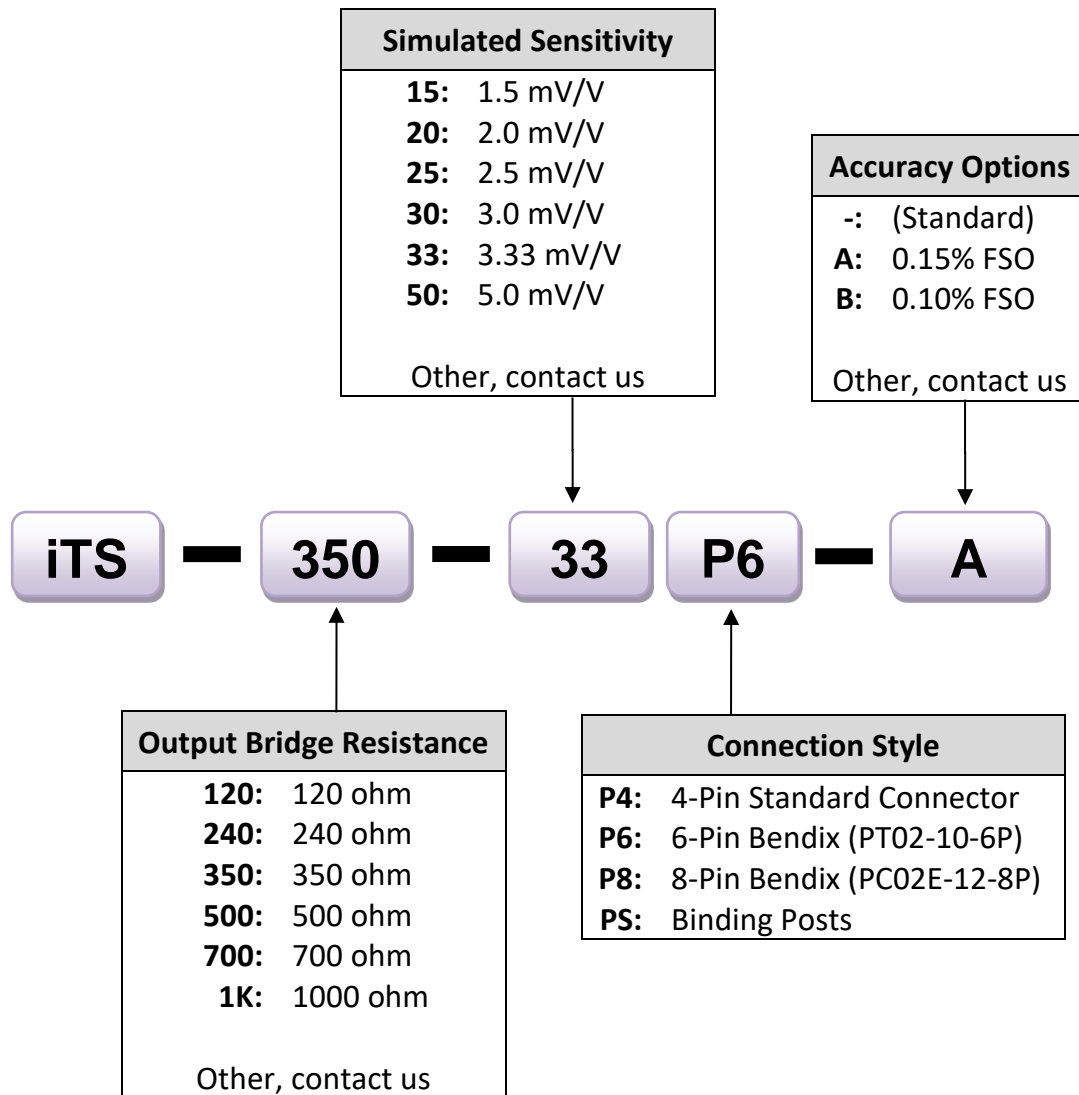 Simulated Sensitivity
15: 1.5 mV/V
20: 2.0 mV/V
25: 2.5 mV/V
30: 3.0 mV/V
33: 3.33 mV/V
50: 5.0 mV/V
Other, contact us
Accuracy Options
-: (Standard)
A: 0.15% FSO
B: 0.10% FSO
Other, contact us
iTS - 350 - 33 P6 - A
Output Bridge Resistance
120: 120 ohm
240: 240 ohm
350: 350 ohm
500: 500 ohm
700: 700 ohm
1K: 1000 ohm
Other, contact us
Connection Style
P4: 4-Pin Standard Connector
P6: 6-Pin Bendix (PT02-10-6P)
P8: 8-Pin Bendix (PC02E-12-8P)
PS: Binding Posts